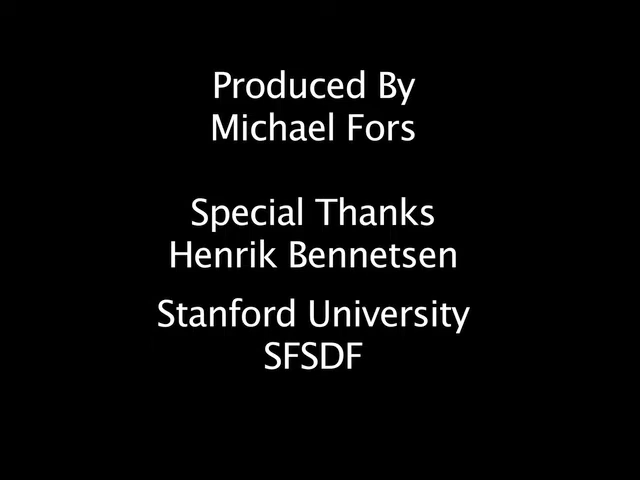 Produced By
Michael Fors
Special Thanks
Henrik Bennetsen
Stanford University
SFSDF